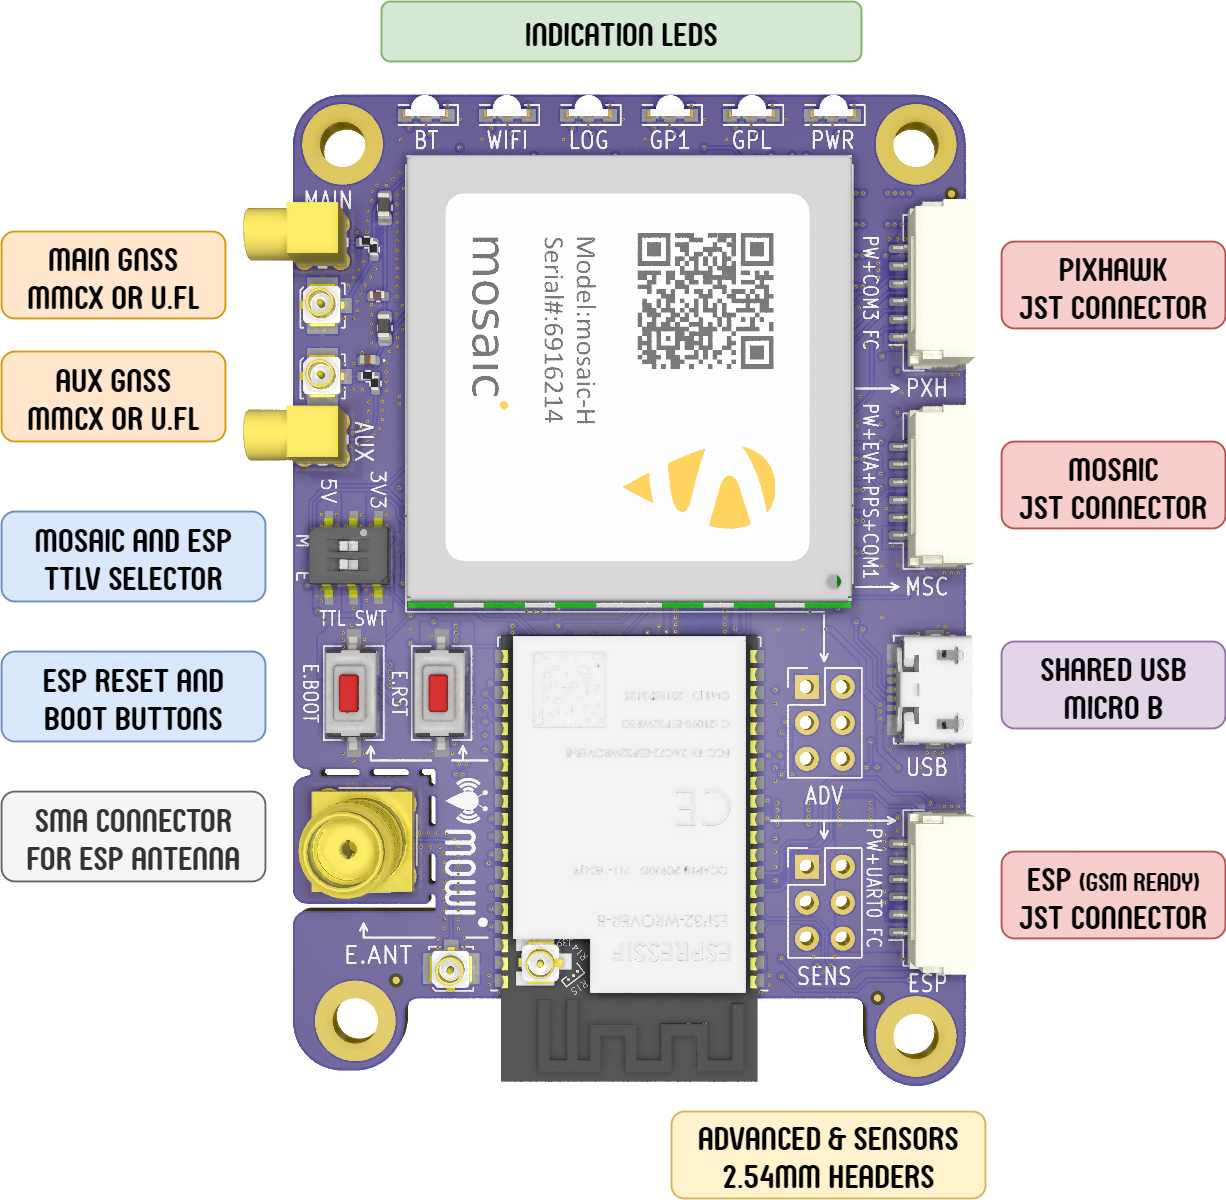 INDICATION LEDS
BT WIFI LOG GP1 GPL PWR
MAIN
MAIN GNSS
MMCX OR U.FL
AUX GNSS
MMCX OR U.FL
AUX
mosaic
Model:mosaic-H
Serial#:6916214
PW+COM3 FC
PXH
PIXHAWK
JST CONNECTOR
PW+EVA+PPS+COM1
MSC
MOSAIC
JST CONNECTOR
5V 3V3
M
E
TTL SWT
MOSAIC AND ESP
TTLV SELECTOR
E.BOOT
E.RST
ESP RESET AND
BOOT BUTTONS
ADV
USB
SHARED USB
MICRO B
mowi
SMA CONNECTOR
FOR ESP ANTENNA
E.ANT
CE
ESP32-WROVER-B
ESPRESSIF
SENS
PW+UART0 FC
ESP
ESP (GSM READY)
JST CONNECTOR
ADVANCED & SENSORS
2.54MM HEADERS